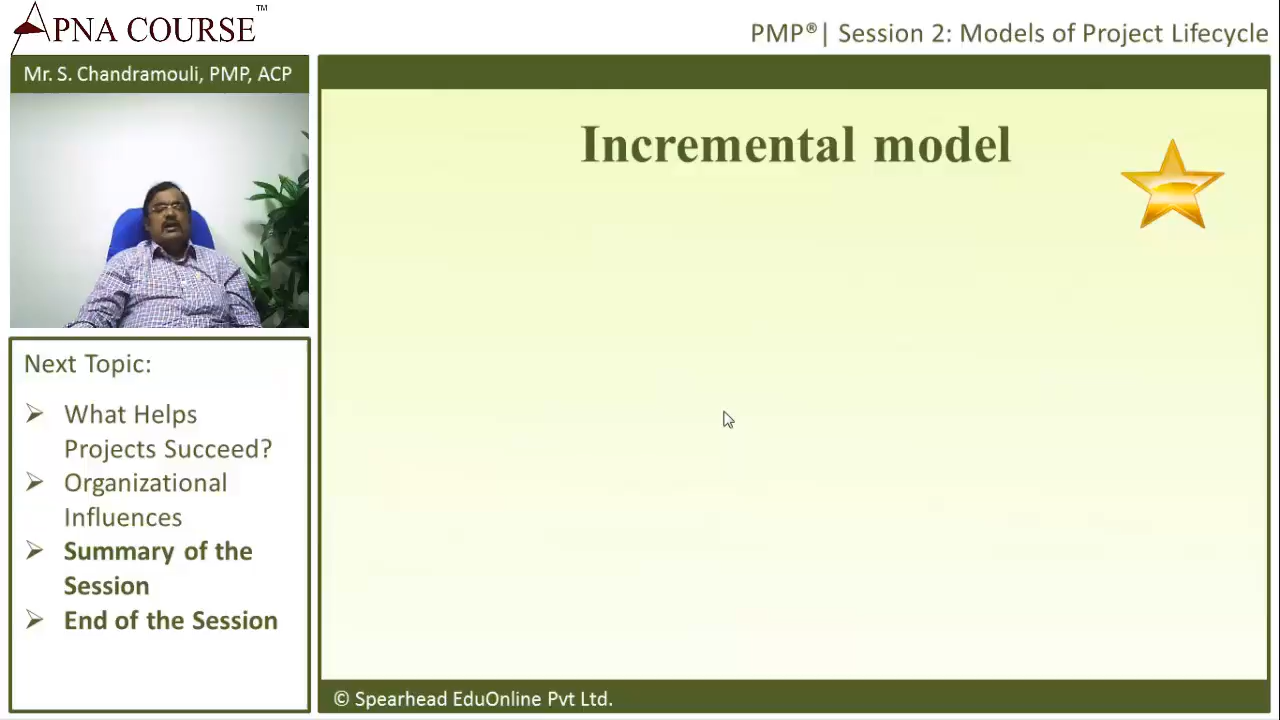 APNA COURSE™
PMP®| Session 2: Models of Project Lifecycle
Mr. S. Chandramouli, PMP, ACP
Incremental model
Next Topic:
➢ What Helps
Projects Succeed?
➢ Organizational
Influences
➢ Summary of the
Session
➢ End of the Session
© Spearhead EduOnline Pvt Ltd.